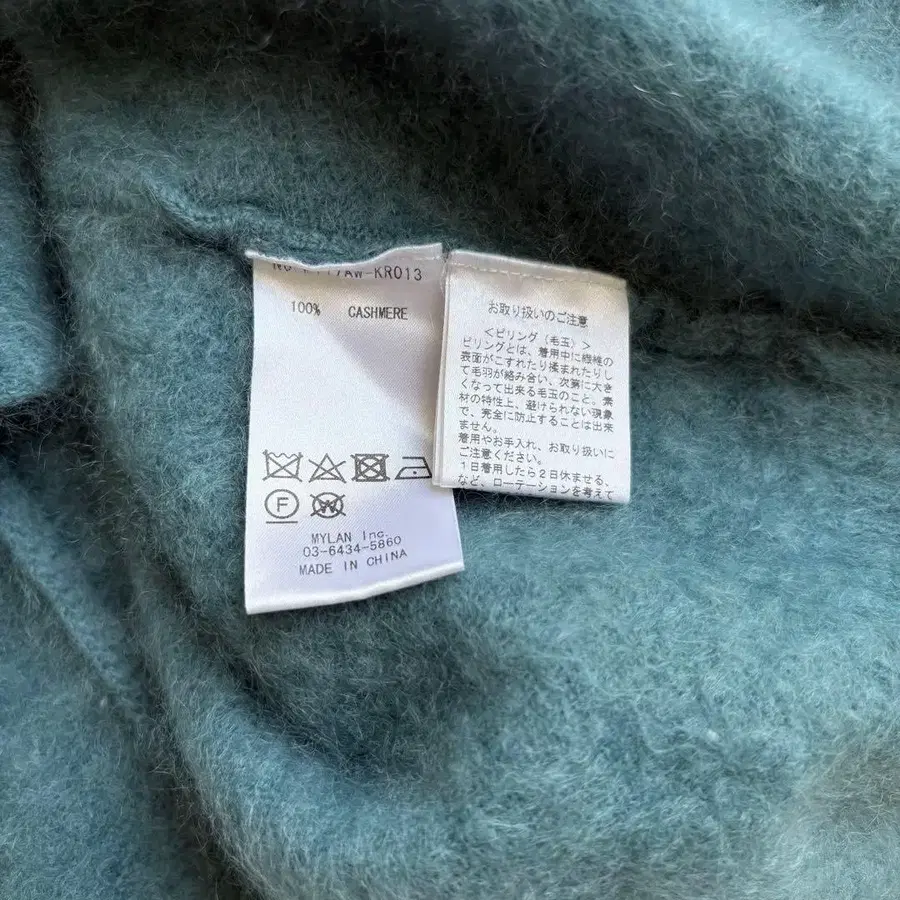 AW-KR013
100% CASHMERE
F
W
MYLAN Inc.
03-6434-5860
MADE IN CHINA
お取り扱いのご注意
＜ピリング（毛玉）＞
ピリングとは、着用中に繊維の
表面がこすれたり揉まれたりし
て毛羽が絡み合い、次第に大き
くなって出来る毛玉のこと。素
材の特性上、避けられない現象
で、完全に防止することは出来
ません。
着用やお手入れ、お取り扱いに
ご注意ください。
１日着用したら２日休ませる、
など、ローテーションを考えて